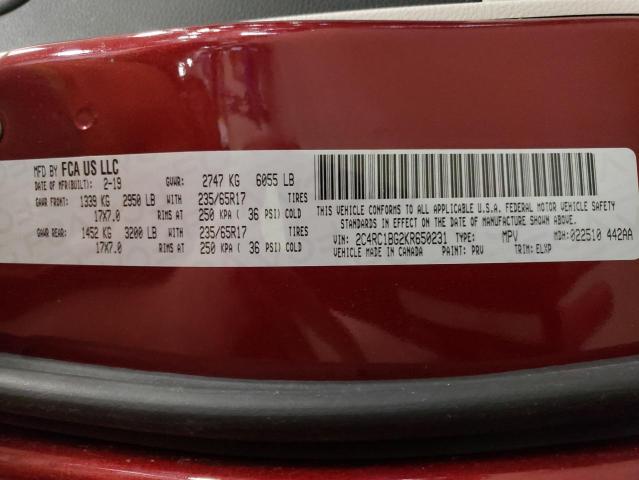 MFD BY FCA US LLC
DATE OF MFR(BUILT): 2-19 GVWR: 2747 KG 6055 LB
GAWR FRONT: 1339 KG 2950 LB WITH 235/65R17 TIRES
17X7.0 RIMS AT 250 KPA ( 36 PSI) COLD
GAWR REAR: 1452 KG 3200 LB WITH 235/65R17 TIRES
17X7.0 RIMS AT 250 KPA ( 36 PSI) COLD
THIS VEHICLE CONFORMS TO ALL APPLICABLE U.S.A. FEDERAL MOTOR VEHICLE SAFETY
STANDARDS IN EFFECT ON THE DATE OF MANUFACTURE SHOWN ABOVE.
VIN: 2C4RC1BG2KR650231 TYPE: MPV MDH: 022510 442AA
VEHICLE MADE IN CANADA PAINT: PRV TRIM: ELXP